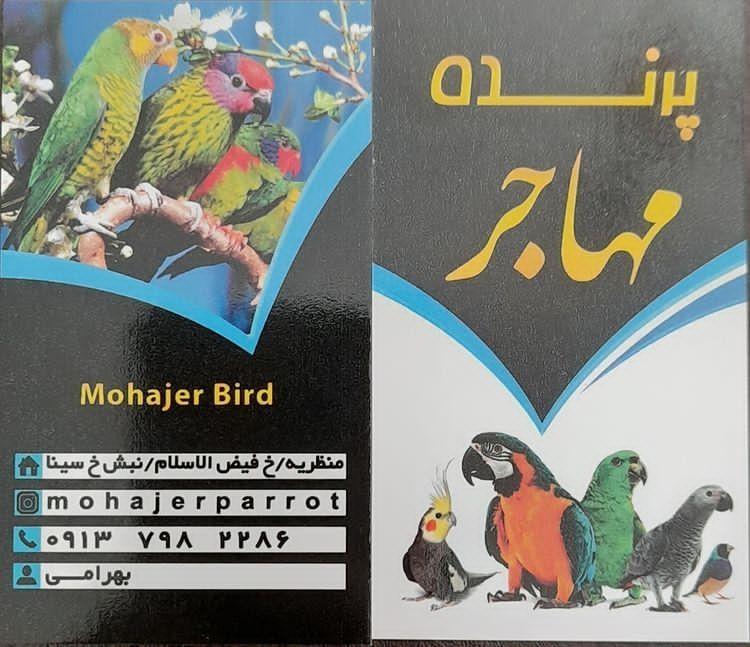 پرنده
مهاجر
Mohajer Bird
منظریه/خ فیض الاسلام/نبش خ سینا
mohajerparrot
۰۹۱۳ ۷۹۸ ۲۲۸۶
بهرامی